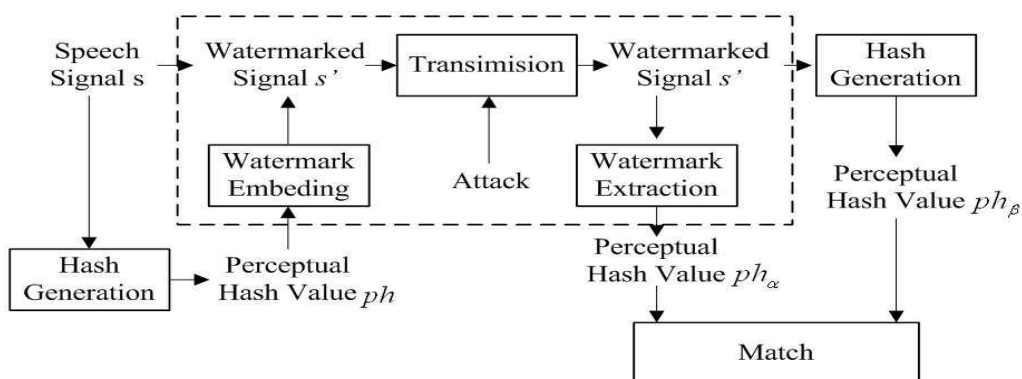 Speech
Signal s
Watermarked
Signal s’
Transimision
Watermarked
Signal s’
Hash
Generation
Watermark
Embeding
Attack
Watermark
Extraction
Perceptual
Hash Value phβ
Hash
Generation
Perceptual
Hash Value ph
Perceptual
Hash Value phα
Match